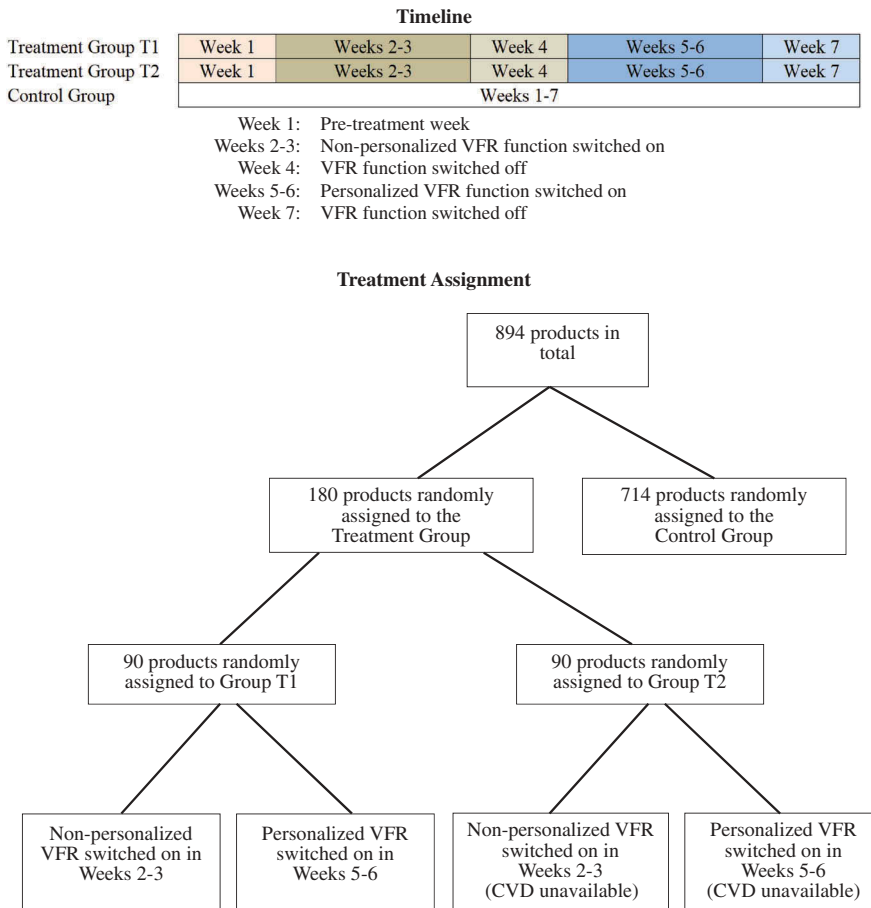 Timeline
Treatment Group T1 Week 1 Weeks 2-3 Week 4 Weeks 5-6 Week 7
Treatment Group T2 Week 1 Weeks 2-3 Week 4 Weeks 5-6 Week 7
Control Group Weeks 1-7
Week 1: Pre-treatment week
Weeks 2-3: Non-personalized VFR function switched on
Week 4: VFR function switched off
Weeks 5-6: Personalized VFR function switched on
Week 7: VFR function switched off
Treatment Assignment
894 products in
total
180 products randomly
assigned to the
Treatment Group
714 products randomly
assigned to the
Control Group
90 products randomly
assigned to Group T1
90 products randomly
assigned to Group T2
Non-personalized
VFR switched on in
Weeks 2-3
Personalized VFR
switched on in
Weeks 5-6
Non-personalized VFR
switched on in
Weeks 2-3
(CVD unavailable)
Personalized VFR
switched on in
Weeks 5-6
(CVD unavailable)